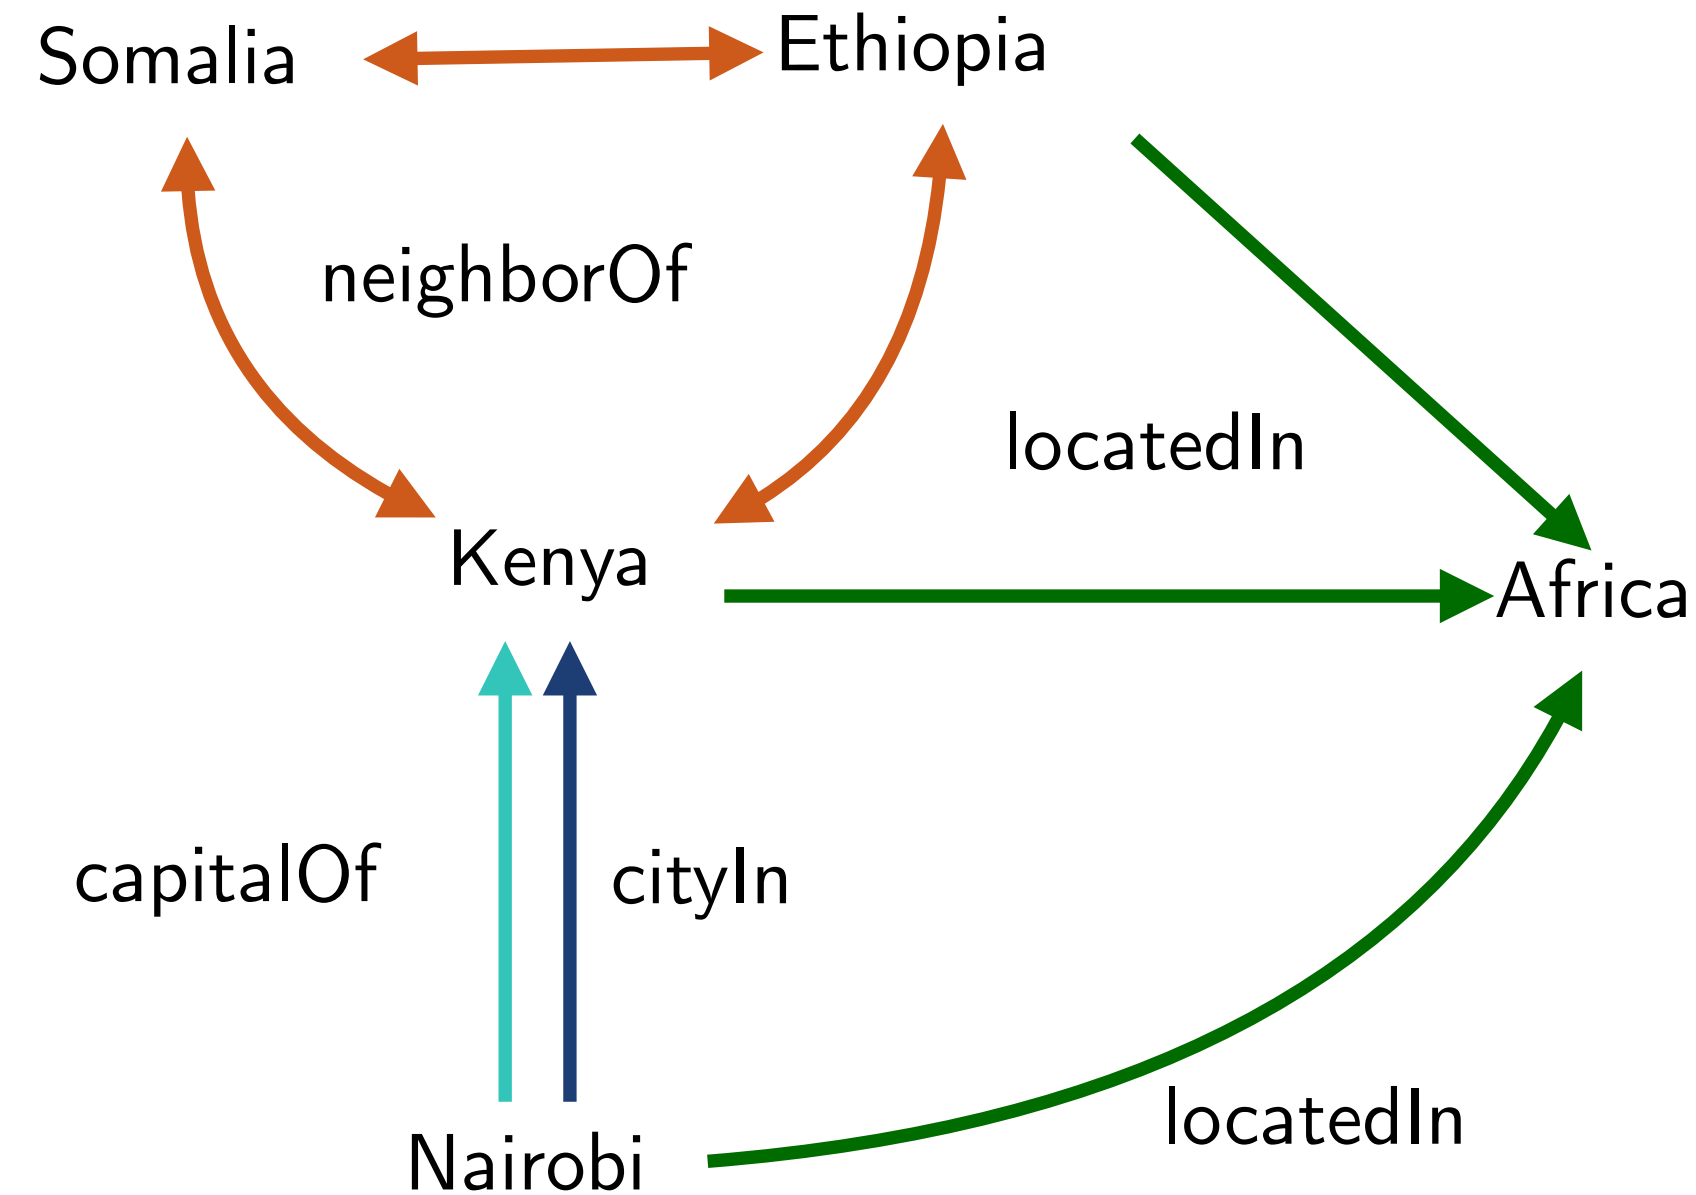 Somalia
Ethiopia
neighborOf
locatedIn
Kenya
Africa
capitalOf
cityIn
locatedIn
Nairobi